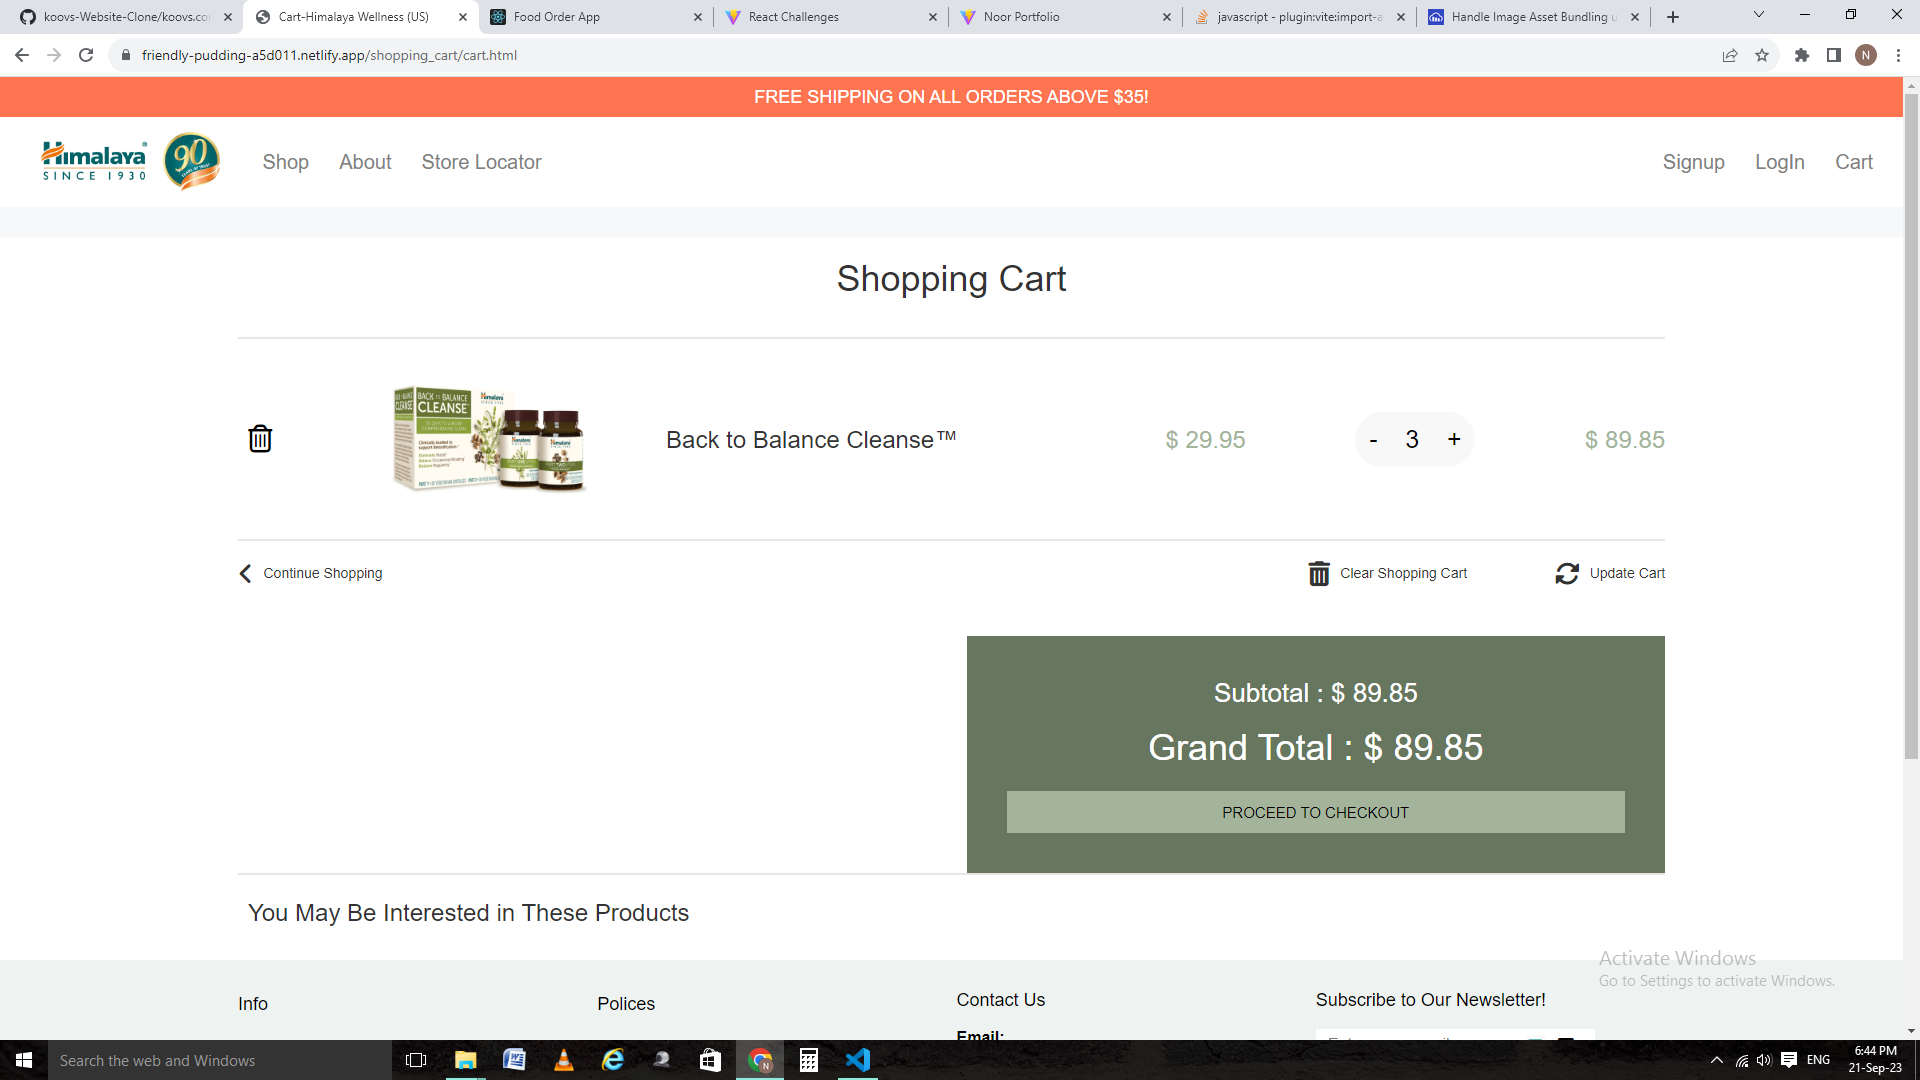 koovs-Website-Clone/koovs.co
Cart-Himalaya Wellness (US)
Food Order App
React Challenges
Noor Portfolio
javascript - plugin:vite:import-a
Handle Image Asset Bundling u
friendly-pudding-a5d011.netlify.app/shopping_cart/cart.html
N
FREE SHIPPING ON ALL ORDERS ABOVE $35!
Himalaya
SINCE 1930
90
Shop
About
Store Locator
Signup
LogIn
Cart
Shopping Cart
BACK TO BALANCE
CLEANSE
Himalaya
Back to Balance Cleanse™
$ 29.95
- 3 +
$ 89.85
Continue Shopping
Clear Shopping Cart
Update Cart
Subtotal : $ 89.85
Grand Total : $ 89.85
PROCEED TO CHECKOUT
You May Be Interested in These Products
Activate Windows
Go to Settings to activate Windows.
Info
Polices
Contact Us
Email:
Subscribe to Our Newsletter!
Search the web and Windows
ENG
6:44 PM
21-Sep-23